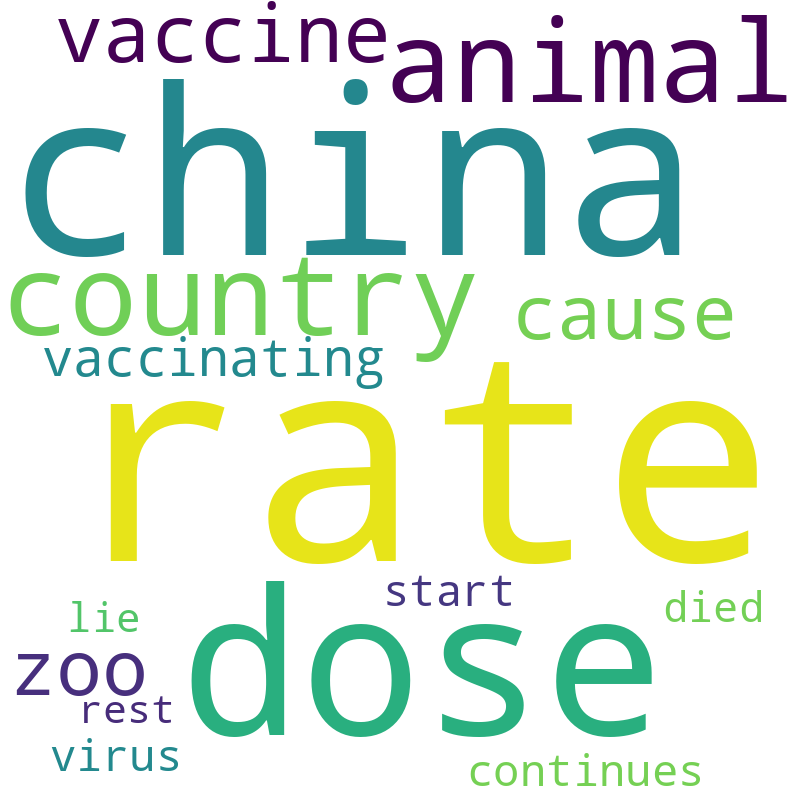 vaccine
animal
china
country
cause
vaccinating
rate
start
died
lie
dose
zoo
rest
virus
continues